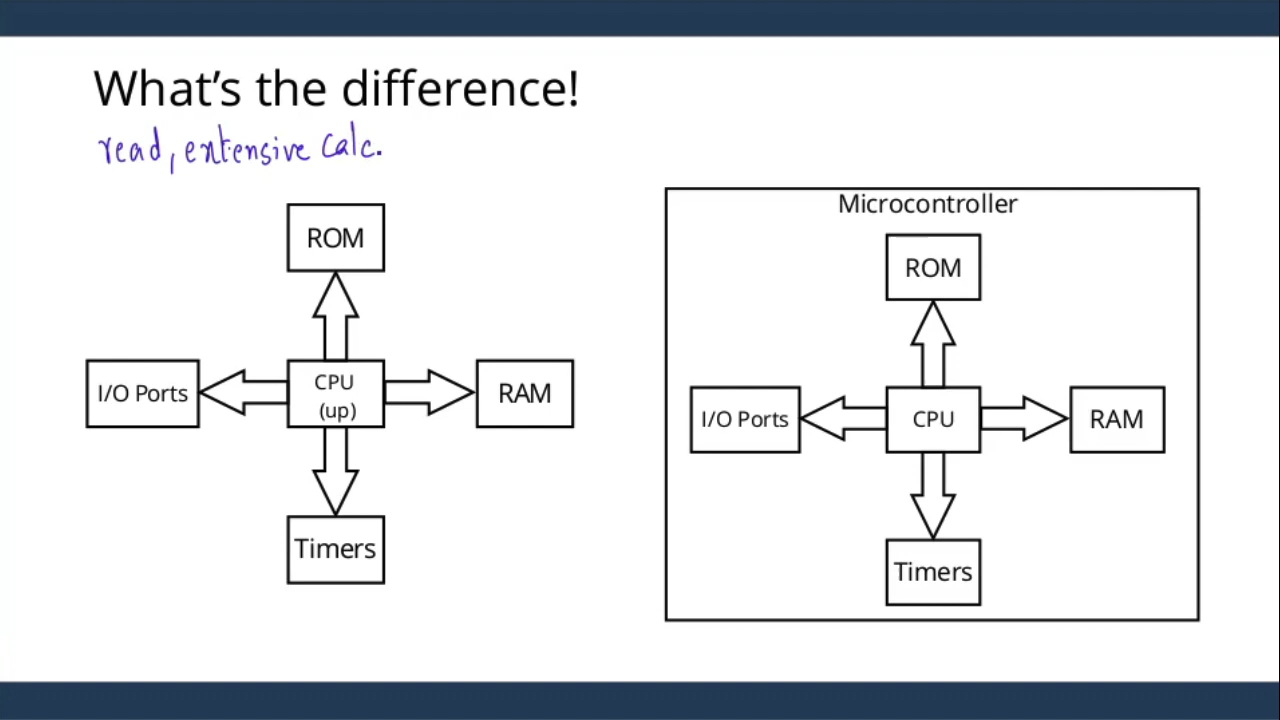 What's the difference!
read, extensive Calc.
ROM
I/O Ports
CPU
(up)
RAM
Timers
Microcontroller
ROM
I/O Ports
CPU
RAM
Timers